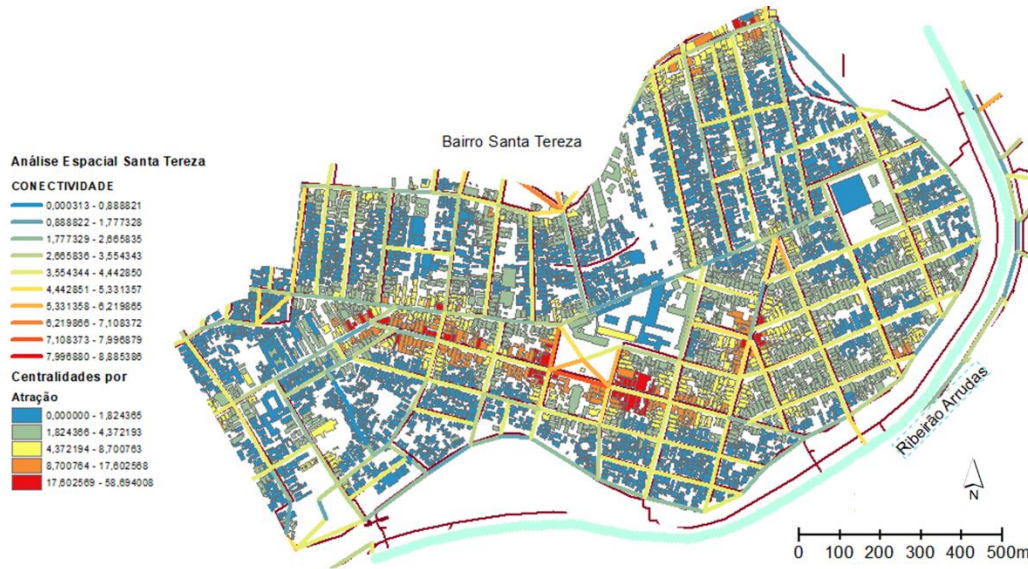 Bairro Santa Tereza
Análise Espacial Santa Tereza
CONECTIVIDADE
0,000313 - 0,888821
0,888822 - 1,777328
1,777329 - 2,665835
2,665836 - 3,554343
3,554344 - 4,442850
4,442851 - 5,331357
5,331358 - 6,219865
6,219866 - 7,108372
7,108373 - 7,996879
7,996880 - 8,885386
Centralidades por
Atração
0,000000 - 1,824365
1,824366 - 4,372193
4,372194 - 8,700763
8,700764 - 17,602568
17,602569 - 58,694008
Ribeirão Arrudas
N
0 100 200 300 400 500m